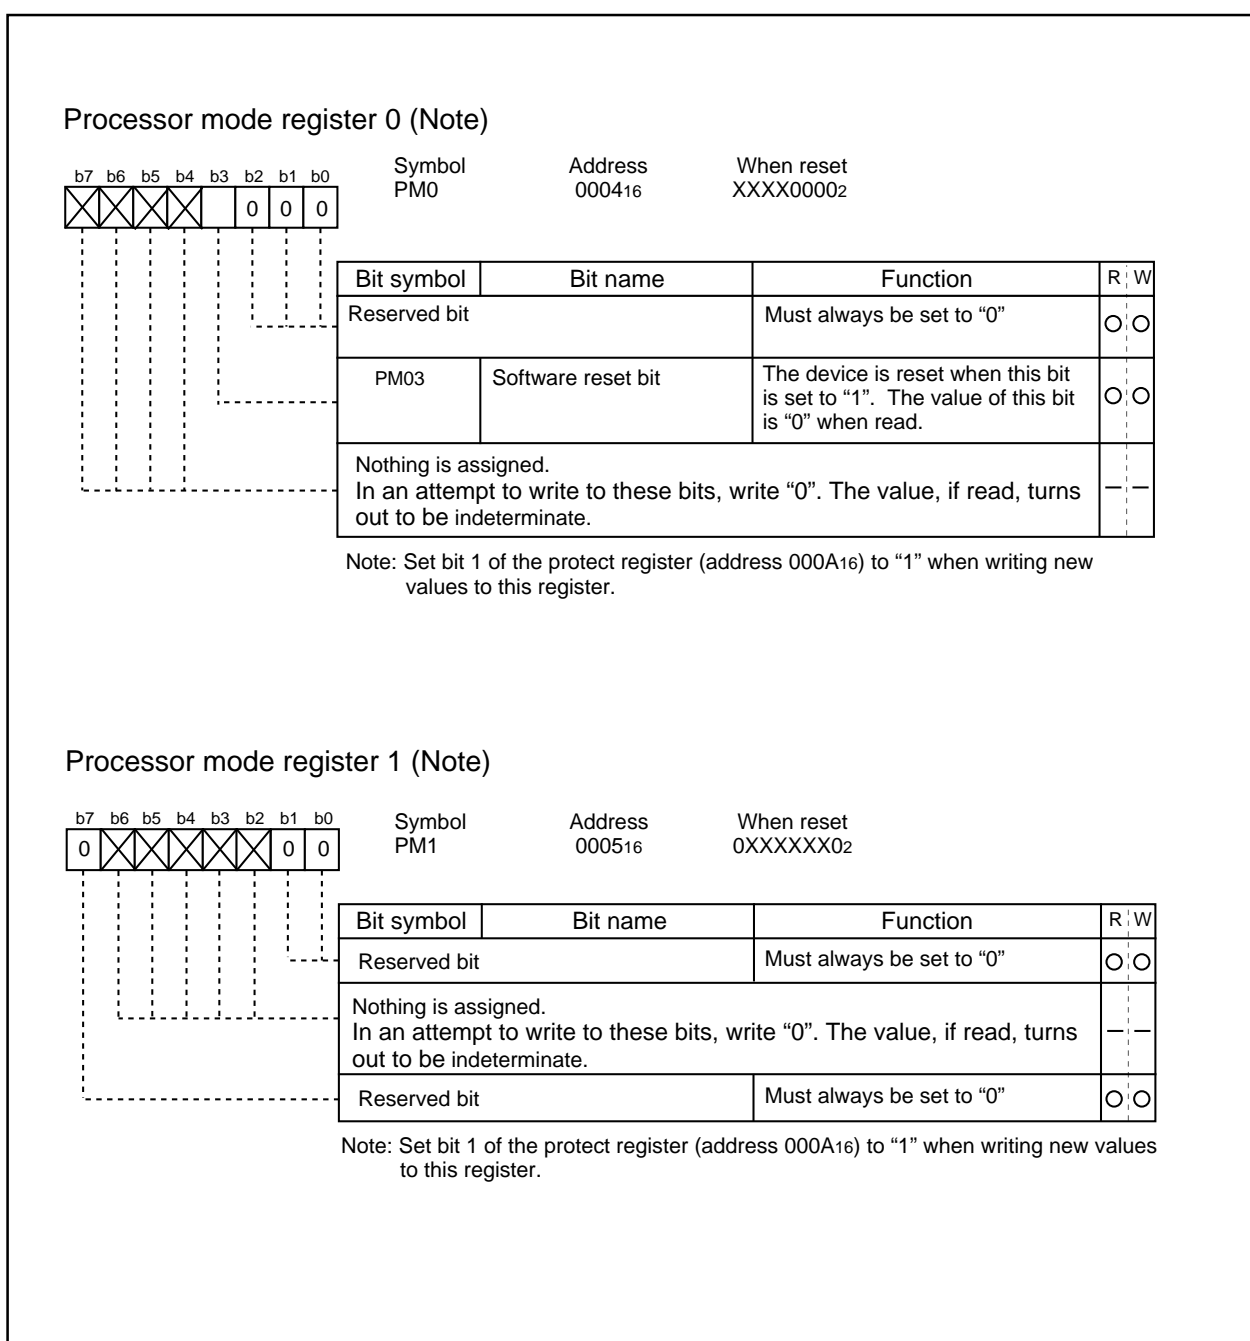 Processor mode register 0 (Note)
Symbol Address When reset
b7 b6 b5 b4 b3 b2 b1 b0
PM0 000416 XXXX00002
0 0 0
Bit symbol Bit name Function R W
Reserved bit Must always be set to “0”
PM03 Software reset bit The device is reset when this bit
is set to “1”. The value of this bit
is “0” when read.
Nothing is assigned.
In an attempt to write to these bits, write “0”. The value, if read, turns
out to be indeterminate.
Note: Set bit 1 of the protect register (address 000A16) to “1” when writing new
values to this register.
Processor mode register 1 (Note)
b7 b6 b5 b4 b3 b2 b1 b0 Symbol Address When reset
0 0 0 PM1 000516 0XXXXXX02
Bit symbol Bit name Function R W
Reserved bit Must always be set to “0”
Nothing is assigned.
In an attempt to write to these bits, write “0”. The value, if read, turns
out to be indeterminate.
Reserved bit Must always be set to “0”
Note: Set bit 1 of the protect register (address 000A16) to “1” when writing new values
to this register.